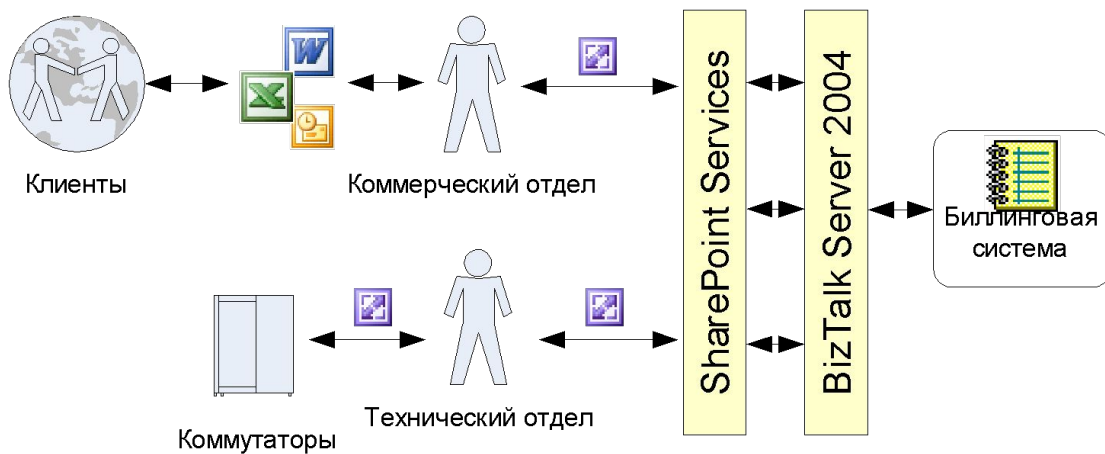 Клиенты
Коммерческий отдел
Коммутаторы
Технический отдел
SharePoint Services
BizTalk Server 2004
Биллинговая
система
W
X